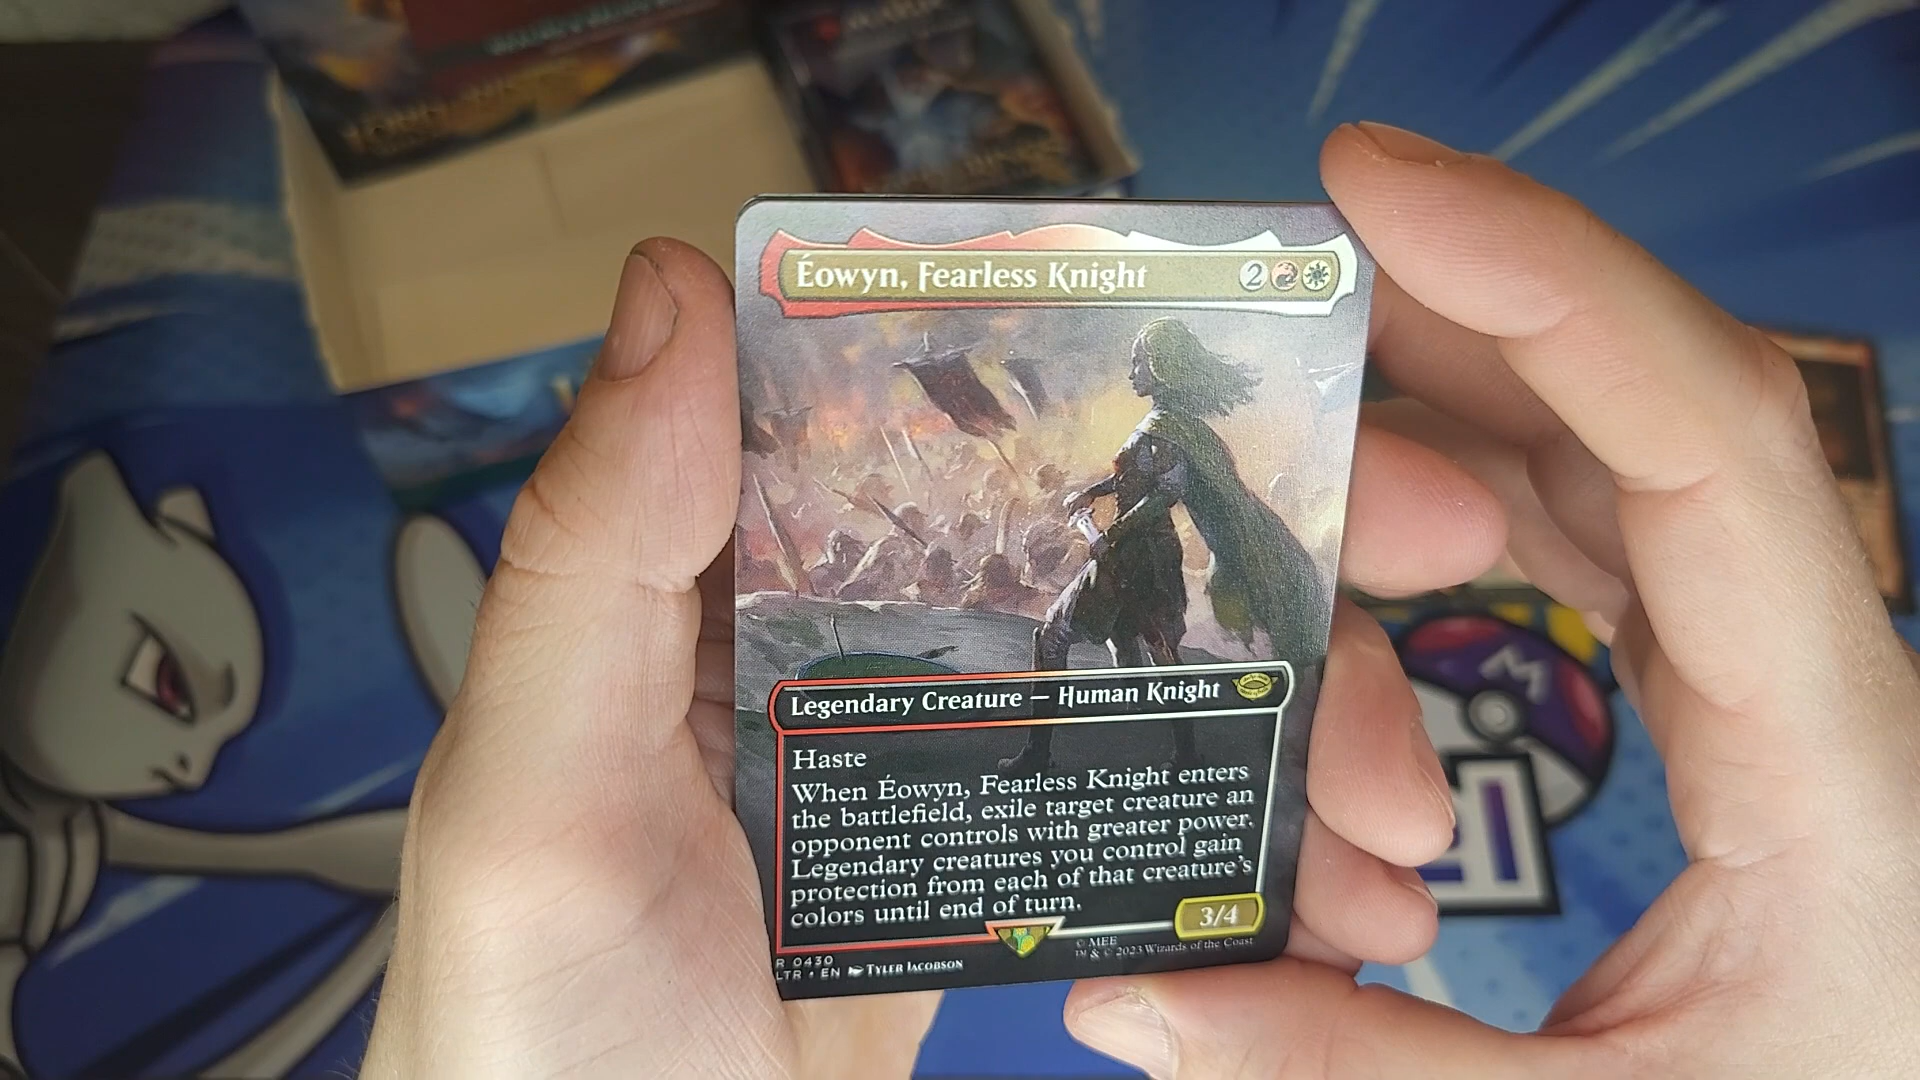 Éowyn, Fearless Knight 2
Legendary Creature — Human Knight
Haste
When Éowyn, Fearless Knight enters
the battlefield, exile target creature an
opponent controls with greater power.
Legendary creatures you control gain
protection from each of that creature's
colors until end of turn.
3/4
R 0430
LTR • EN TYLER JACOBSON
© MEE
™ & © 2023 Wizards of the Coast
M